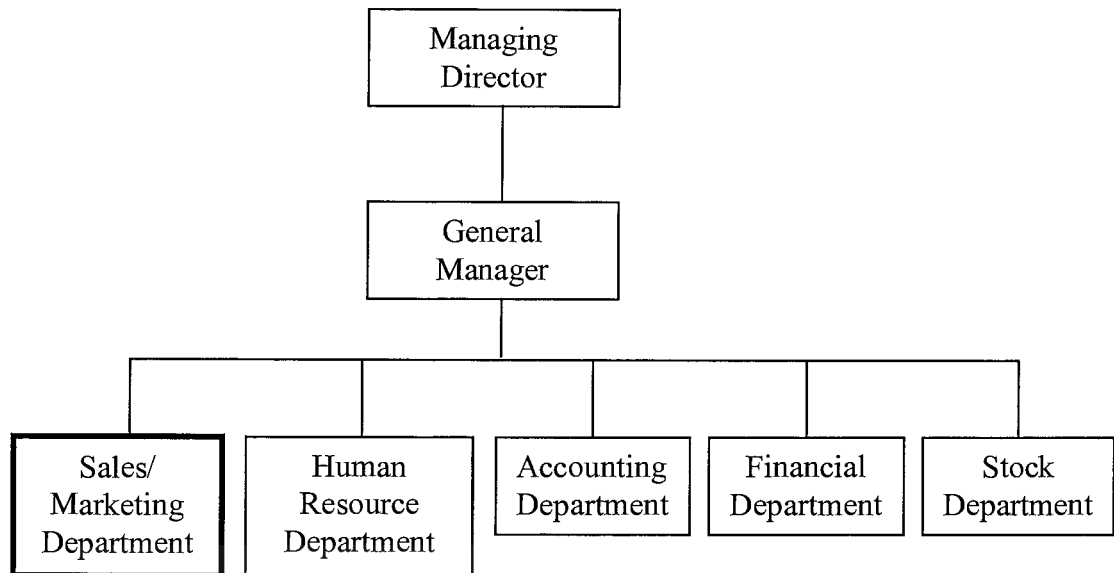 Managing
Director
General
Manager
Sales/
Marketing
Department
Human
Resource
Department
Accounting
Department
Financial
Department
Stock
Department